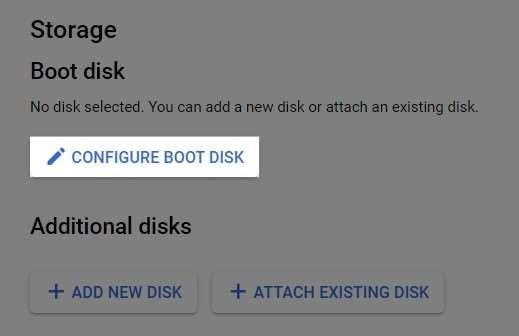 Storage
Boot disk
No disk selected. You can add a new disk or attach an existing disk.
CONFIGURE BOOT DISK
Additional disks
ADD NEW DISK
ATTACH EXISTING DISK